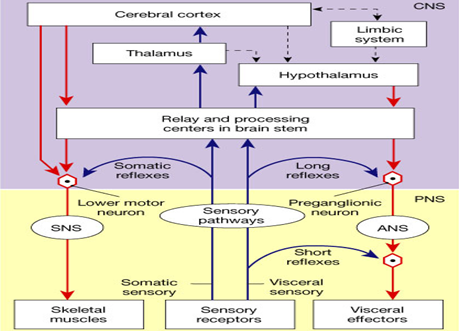 CNS
Cerebral cortex
Limbic
system
Thalamus
Hypothalamus
Relay and processing
centers in brain stem
Somatic
reflexes
Long
reflexes
Lower motor
neuron
Preganglionic
neuron
PNS
SNS
Sensory
pathways
ANS
Short
reflexes
Somatic
sensory
Visceral
sensory
Skeletal
muscles
Sensory
receptors
Visceral
effectors